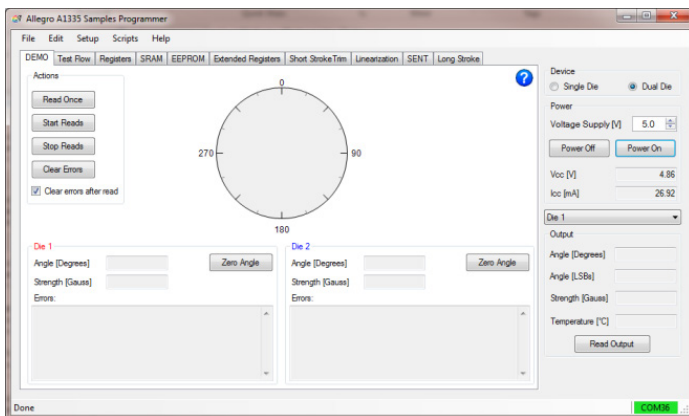 Allegro A1335 Samples Programmer
File Edit Setup Scripts Help
DEMO Test Flow Registers SRAM EEPROM Extended Registers Short Stroke Trim Linearization SENT Long Stroke
Actions
Read Once
Start Reads
Stop Reads
Clear Errors
Clear errors after read
?
0
90
180
270
Die 1
Angle [Degrees]
Zero Angle
Strength [Gauss]
Errors:
Die 2
Angle [Degrees]
Zero Angle
Strength [Gauss]
Errors:
Device
Single Die Dual Die
Power
Voltage Supply [V] 5.0
Power Off Power On
Vcc [V] 4.86
Icc [mA] 26.92
Die 1
Output
Angle [Degrees]
Angle [LSBs]
Strength [Gauss]
Temperature [°C]
Read Output
Done
COM36